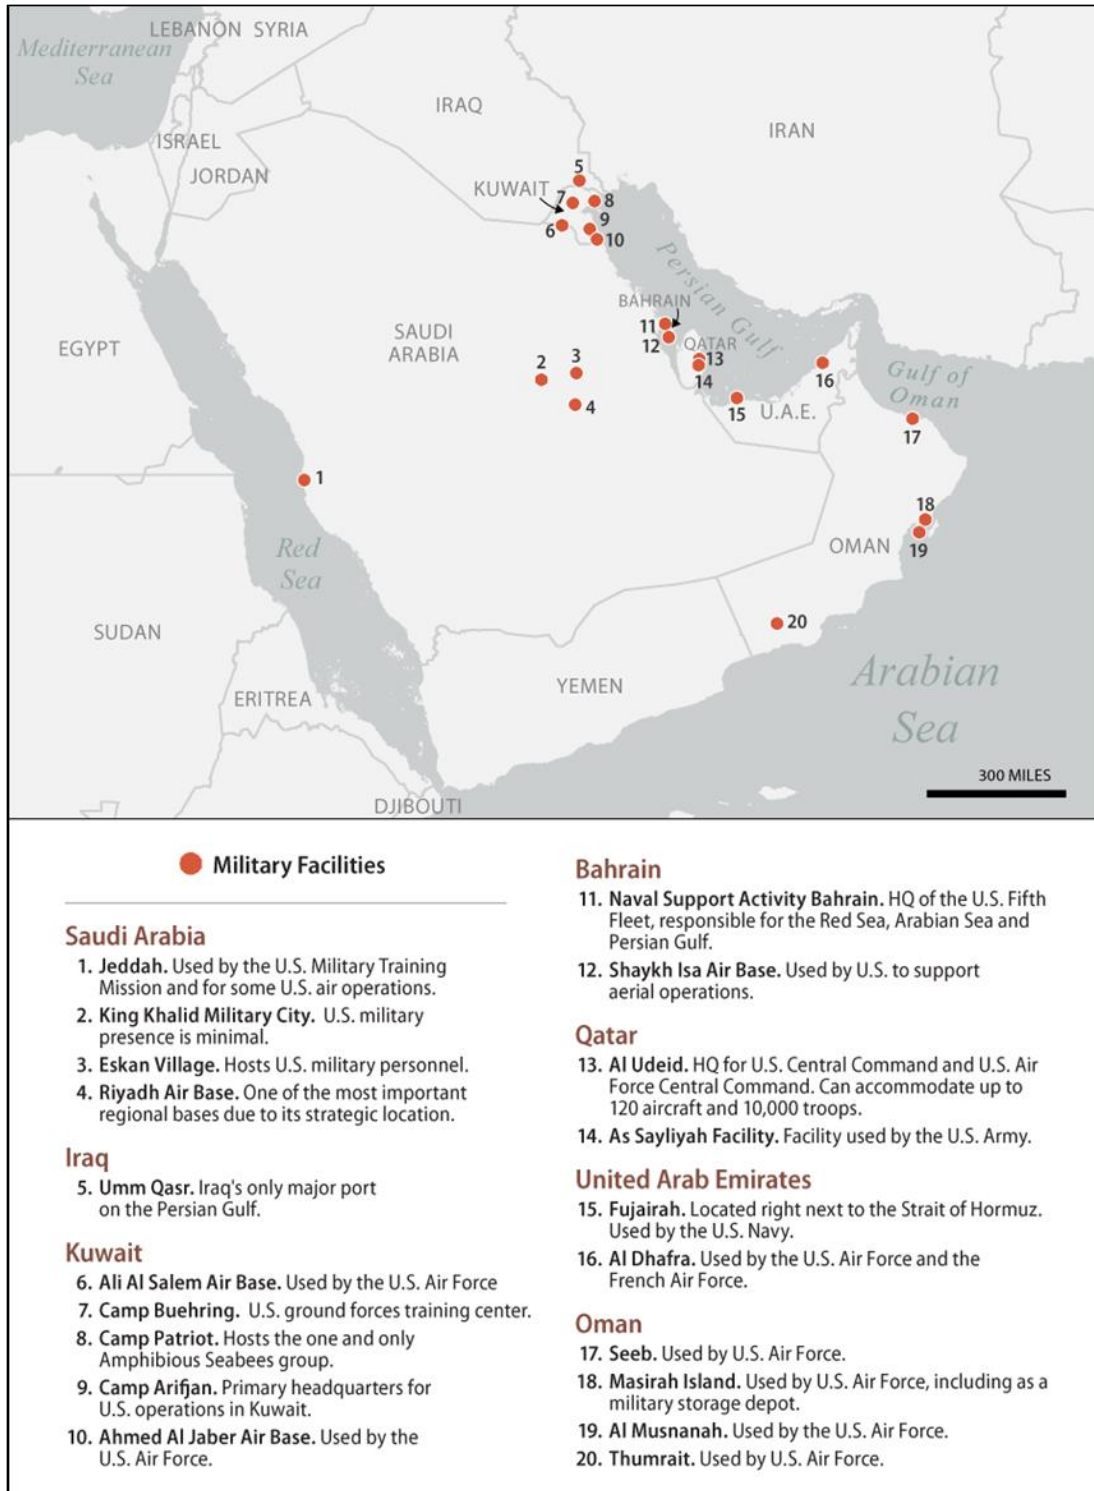 LEBANON SYRIA
Mediterranean
Sea
IRAQ
IRAN
ISRAEL
JORDAN
5
KUWAIT
7
8
6
9
10
Persian Gulf
BAHRAIN
11
12
QATAR
13
14
SAUDI
ARABIA
EGYPT
2
3
4
15
16
U.A.E.
Gulf of
Oman
17
1
18
19
OMAN
Red
Sea
20
SUDAN
YEMEN
ERITREA
Arabian
Sea
300 MILES
DJIBOUTI
Military Facilities
Saudi Arabia
1. Jeddah. Used by the U.S. Military Training
Mission and for some U.S. air operations.
2. King Khalid Military City. U.S. military
presence is minimal.
3. Eskan Village. Hosts U.S. military personnel.
4. Riyadh Air Base. One of the most important
regional bases due to its strategic location.
Iraq
5. Umm Qasr. Iraq's only major port
on the Persian Gulf.
Kuwait
6. Ali Al Salem Air Base. Used by the U.S. Air Force
7. Camp Buehring. U.S. ground forces training center.
8. Camp Patriot. Hosts the one and only
Amphibious Seabees group.
9. Camp Arifjan. Primary headquarters for
U.S. operations in Kuwait.
10. Ahmed Al Jaber Air Base. Used by the
U.S. Air Force.
Bahrain
11. Naval Support Activity Bahrain. HQ of the U.S. Fifth
Fleet, responsible for the Red Sea, Arabian Sea and
Persian Gulf.
12. Shaykh Isa Air Base. Used by U.S. to support
aerial operations.
Qatar
13. Al Udeid. HQ for U.S. Central Command and U.S. Air
Force Central Command. Can accommodate up to
120 aircraft and 10,000 troops.
14. As Sayliyah Facility. Facility used by the U.S. Army.
United Arab Emirates
15. Fujairah. Located right next to the Strait of Hormuz.
Used by the U.S. Navy.
16. Al Dhafra. Used by the U.S. Air Force and the
French Air Force.
Oman
17. Seeb. Used by U.S. Air Force.
18. Masirah Island. Used by U.S. Air Force, including as a
military storage depot.
19. Al Musnanah. Used by the U.S. Air Force.
20. Thumrait. Used by U.S. Air Force.